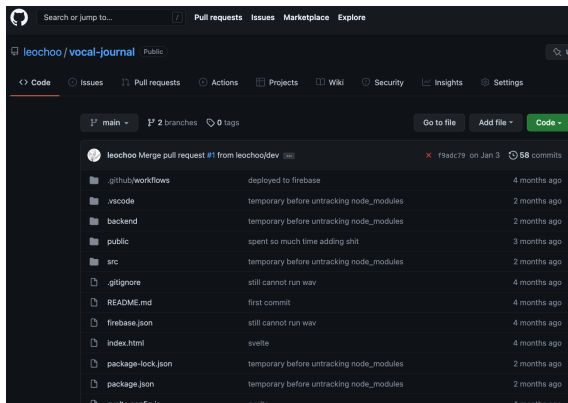 Search or jump to... / Pull requests Issues Marketplace Explore
leochoo / vocal-journal Public
<> Code Issues Pull requests Actions Projects Wiki Security Insights Settings
main 2 branches 0 tags Go to file Add file Code
leochoo Merge pull request #1 from leochoo/dev ... f9adc79 on Jan 3 58 commits
.github/workflows deployed to firebase 4 months ago
.vscode temporary before untracking node_modules 2 months ago
backend temporary before untracking node_modules 2 months ago
public spent so much time adding shit 3 months ago
src temporary before untracking node_modules 2 months ago
.gitignore still cannot run wav 4 months ago
README.md first commit 4 months ago
firebase.json still cannot run wav 4 months ago
index.html svelte 4 months ago
package-lock.json temporary before untracking node_modules 2 months ago
package.json temporary before untracking node_modules 2 months ago